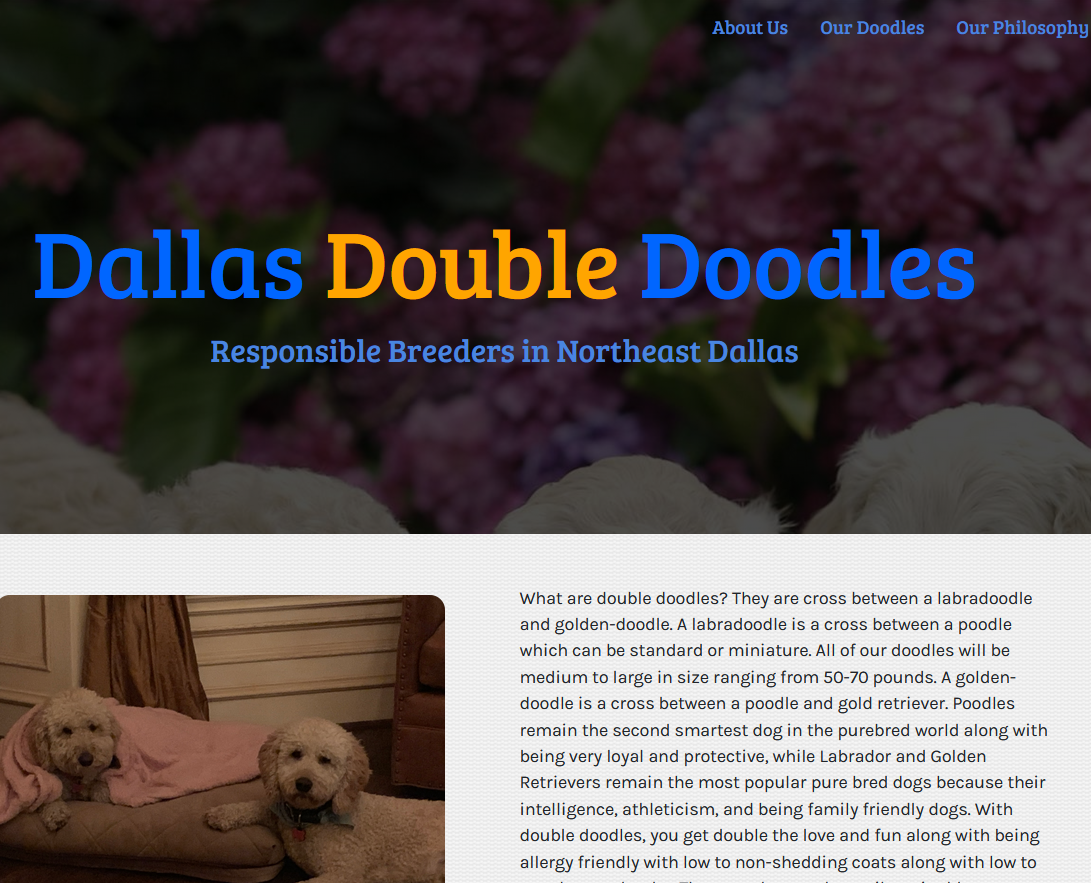 About Us Our Doodles Our Philosophy
Dallas Double Doodles
Responsible Breeders in Northeast Dallas
What are double doodles? They are cross between a labradoodle
and golden-doodle. A labradoodle is a cross between a poodle
which can be standard or miniature. All of our doodles will be
medium to large in size ranging from 50-70 pounds. A golden-
doodle is a cross between a poodle and gold retriever. Poodles
remain the second smartest dog in the purebred world along with
being very loyal and protective, while Labrador and Golden
Retrievers remain the most popular pure bred dogs because their
intelligence, athleticism, and being family friendly dogs. With
double doodles, you get double the love and fun along with being
allergy friendly with low to non-shedding coats along with low to